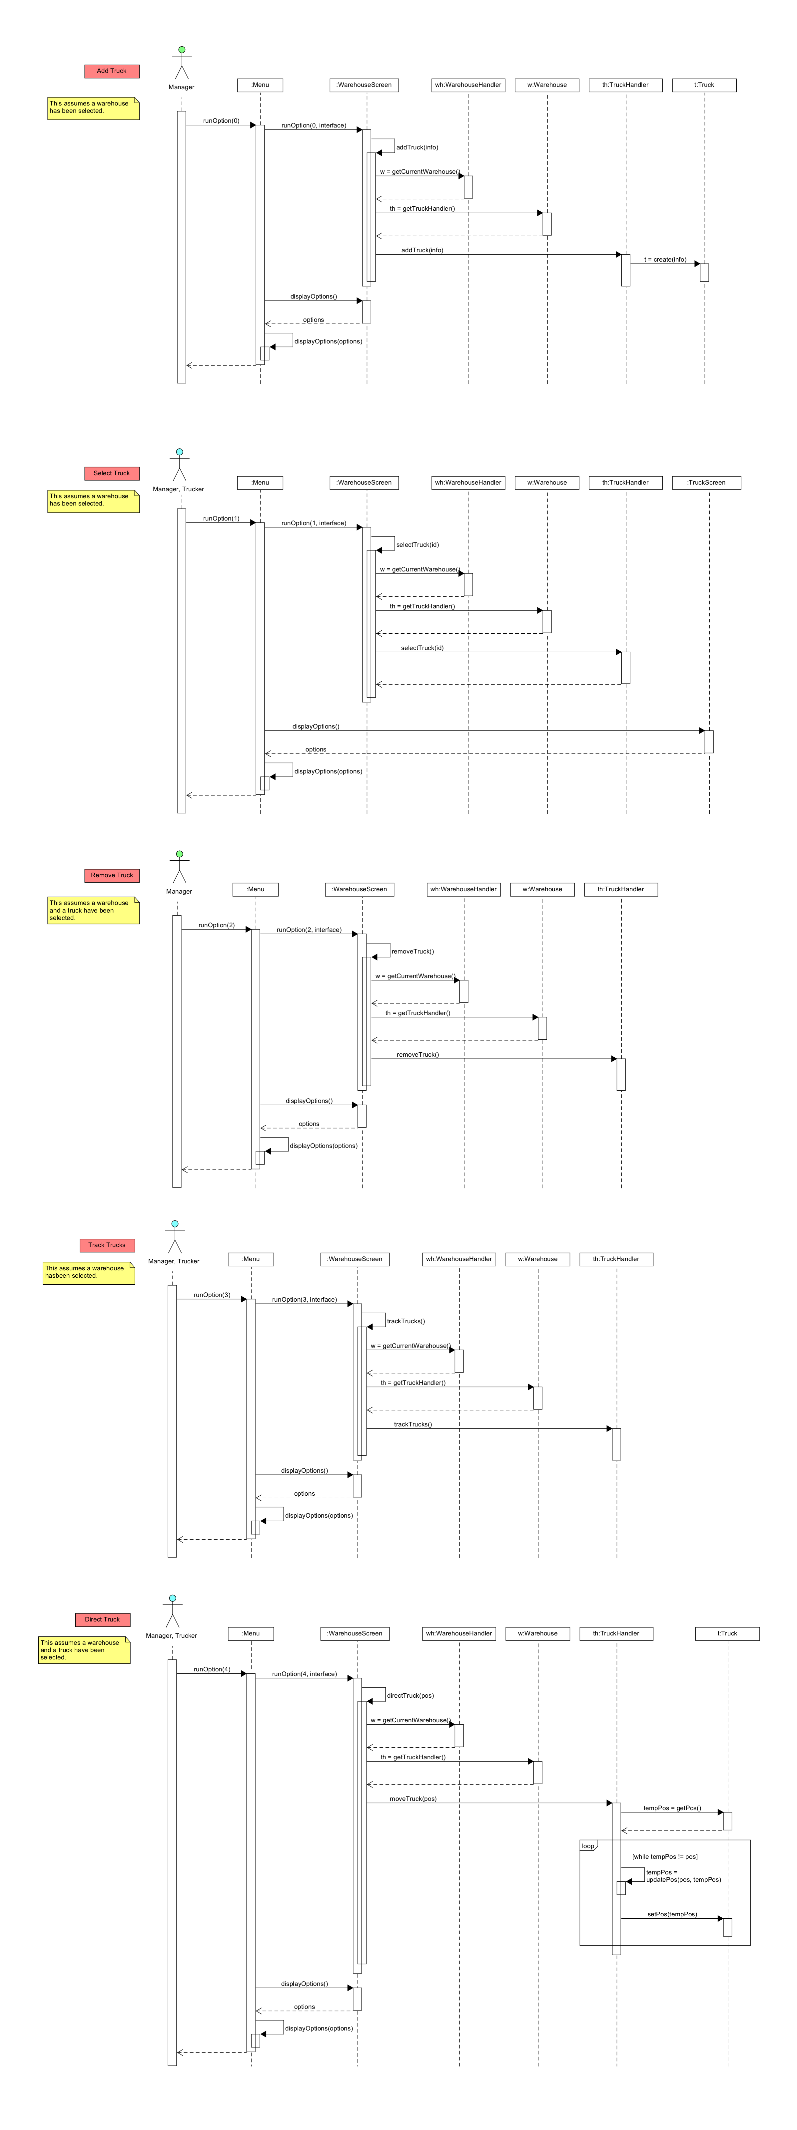 Add Truck
Manager
:Menu
:WarehouseScreen
wh:WarehouseHandler
w:Warehouse
th:TruckHandler
t:Truck
This assumes a warehouse
has been selected.
runOption(0)
runOption(0, interface)
addTruck(info)
w = getCurrentWarehouse()
th = getTruckHandler()
addTruck(info)
t = create(info)
displayOptions()
options
displayOptions(options)
Select Truck
Manager, Trucker
:Menu
:WarehouseScreen
wh:WarehouseHandler
w:Warehouse
th:TruckHandler
:TruckScreen
This assumes a warehouse
has been selected.
runOption(1)
runOption(1, interface)
selectTruck(id)
w = getCurrentWarehouse()
th = getTruckHandler()
selectTruck(id)
displayOptions()
options
displayOptions(options)
Remove Truck
Manager
:Menu
:WarehouseScreen
wh:WarehouseHandler
w:Warehouse
th:TruckHandler
This assumes a warehouse
and a truck have been
selected.
runOption(2)
runOption(2, interface)
removeTruck()
w = getCurrentWarehouse()
th = getTruckHandler()
removeTruck()
displayOptions()
options
displayOptions(options)
Track Trucks
Manager, Trucker
:Menu
:WarehouseScreen
wh:WarehouseHandler
w:Warehouse
th:TruckHandler
This assumes a warehouse
hasbeen selected.
runOption(3)
runOption(3, interface)
trackTrucks()
w = getCurrentWarehouse()
th = getTruckHandler()
trackTrucks()
displayOptions()
options
displayOptions(options)
Direct Truck
Manager, Trucker
:Menu
:WarehouseScreen
wh:WarehouseHandler
w:Warehouse
th:TruckHandler
t:Truck
This assumes a warehouse
and a truck have been
selected.
runOption(4)
runOption(4, interface)
directTruck(pos)
w = getCurrentWarehouse()
th = getTruckHandler()
moveTruck(pos)
tempPos = getPos()
loop
[while tempPos != pos]
tempPos =
updatePos(pos, tempPos)
setPos(tempPos)
displayOptions()
options
displayOptions(options)